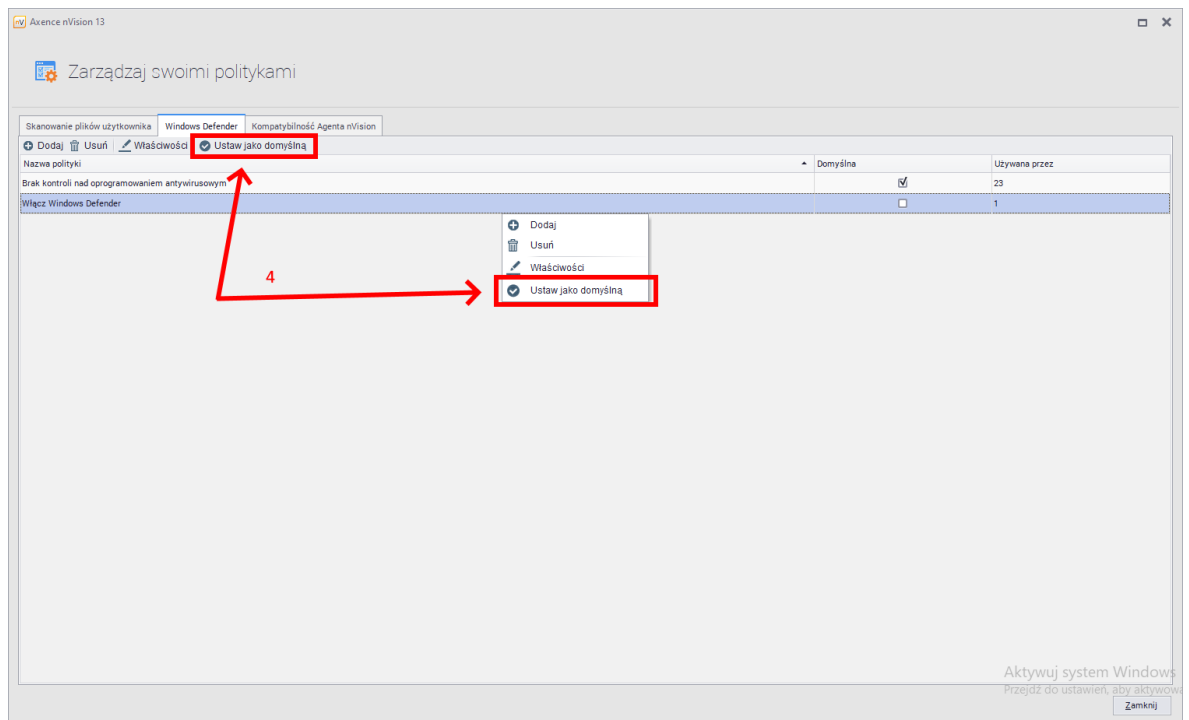 Axence nVision 13
Zarządzaj swoimi politykami
Skanowanie plików użytkownika Windows Defender Kompatybilność Agenta nVision
Dodaj Usuń Właściwości Ustaw jako domyślną
Nazwa polityki Domyślna Używana przez
Brak kontroli nad oprogramowaniem antywirusowym 23
Włącz Windows Defender 1
Dodaj
Usuń
Właściwości
4
Ustaw jako domyślną
Aktywuj system Windows
Przejdź do ustawień, aby aktywowa
Zamknij